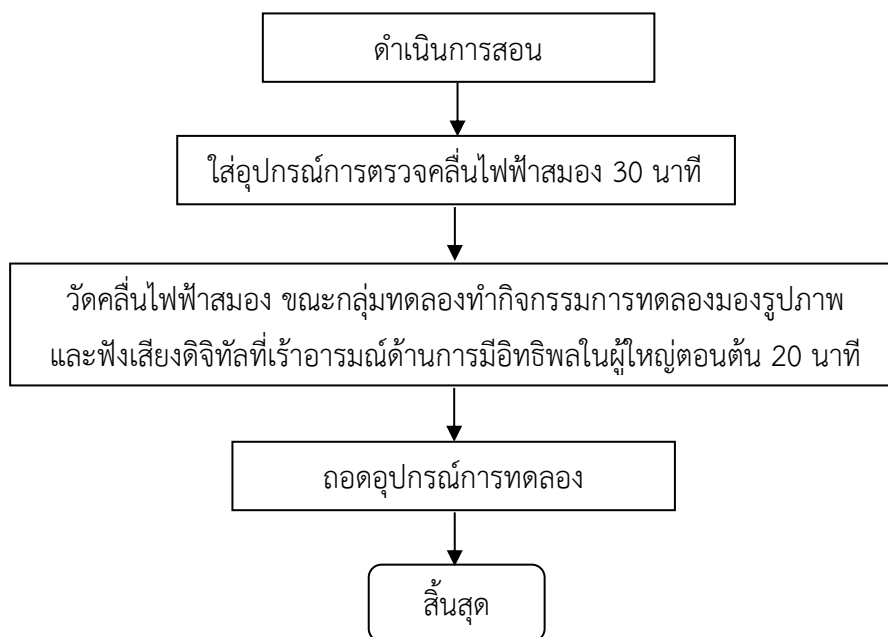 ดำเนินการสอน
ใส่อุปกรณ์การตรวจคลื่นไฟฟ้าสมอง 30 นาที
วัดคลื่นไฟฟ้าสมอง ขณะกลุ่มทดลองทำกิจกรรมการทดลองมองรูปภาพ
และฟังเสียงดิจิทัลที่เร้าอารมณ์ด้านการมีอิทธิพลในผู้ใหญ่ตอนต้น 20 นาที
ถอดอุปกรณ์การทดลอง
สิ้นสุด